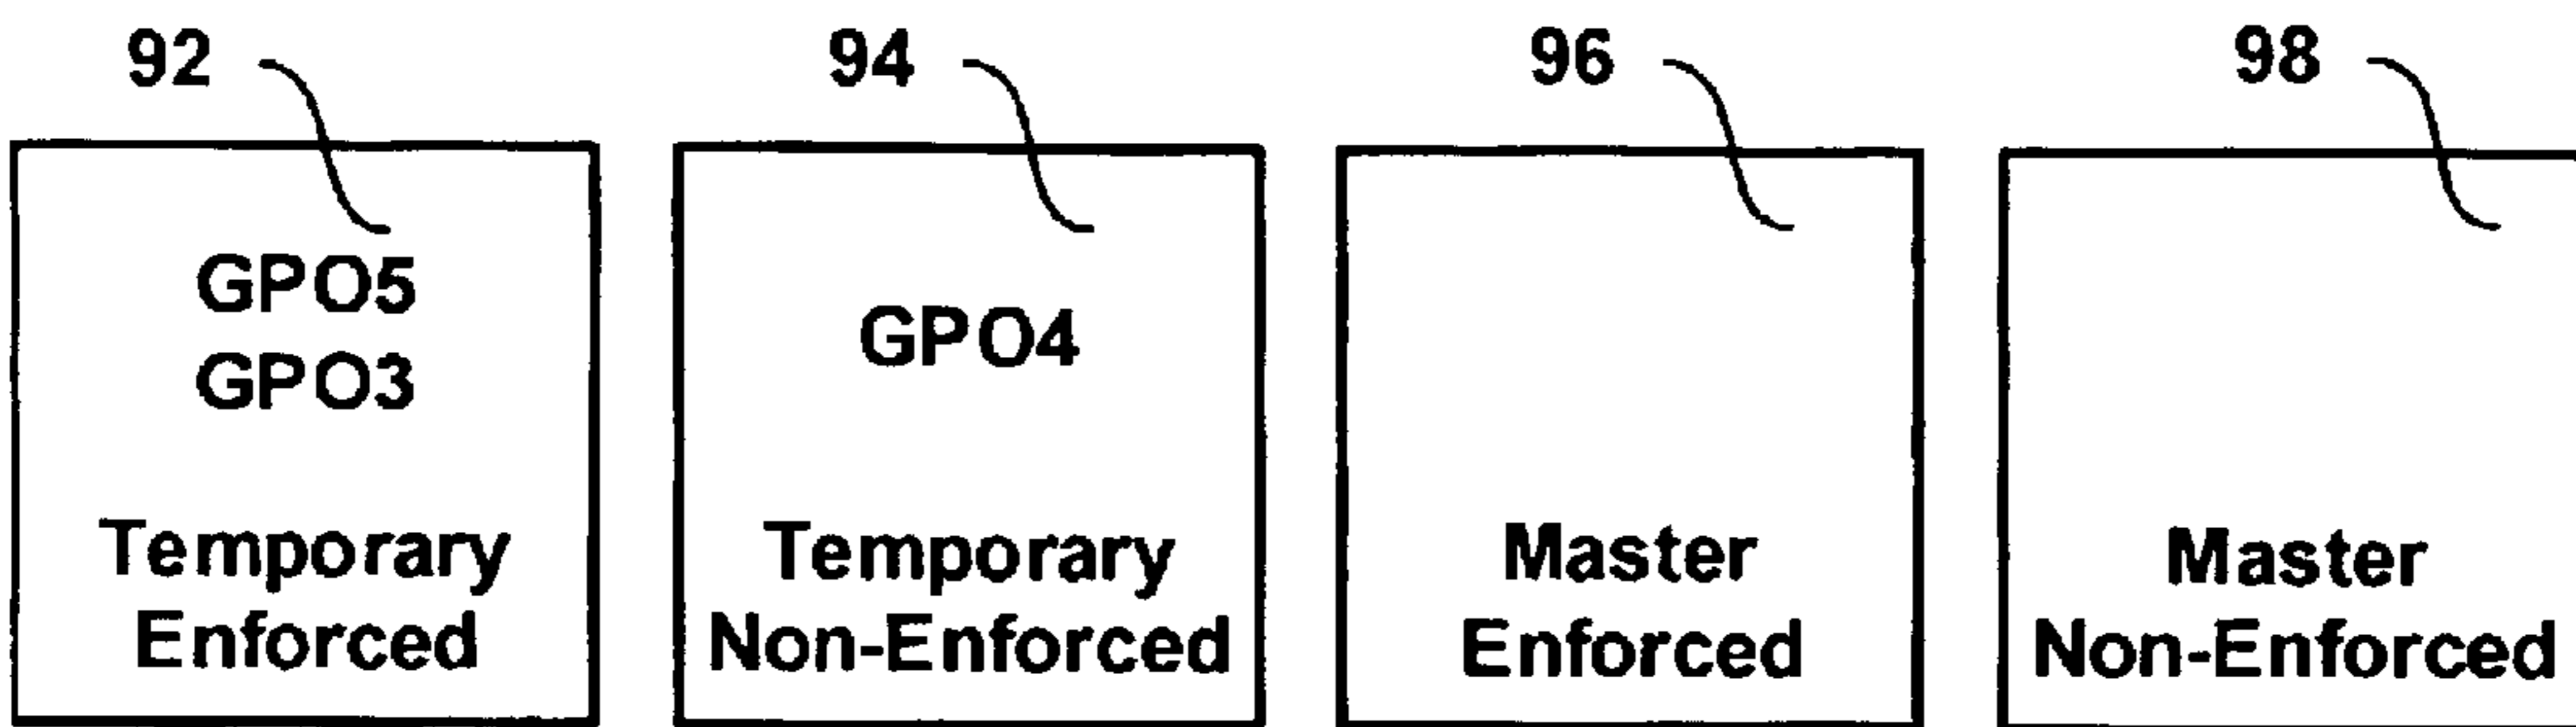 92
94
96
98
GPO5
GPO3
Temporary
Enforced
GPO4
Temporary
Non-Enforced
Master
Enforced
Master
Non-Enforced